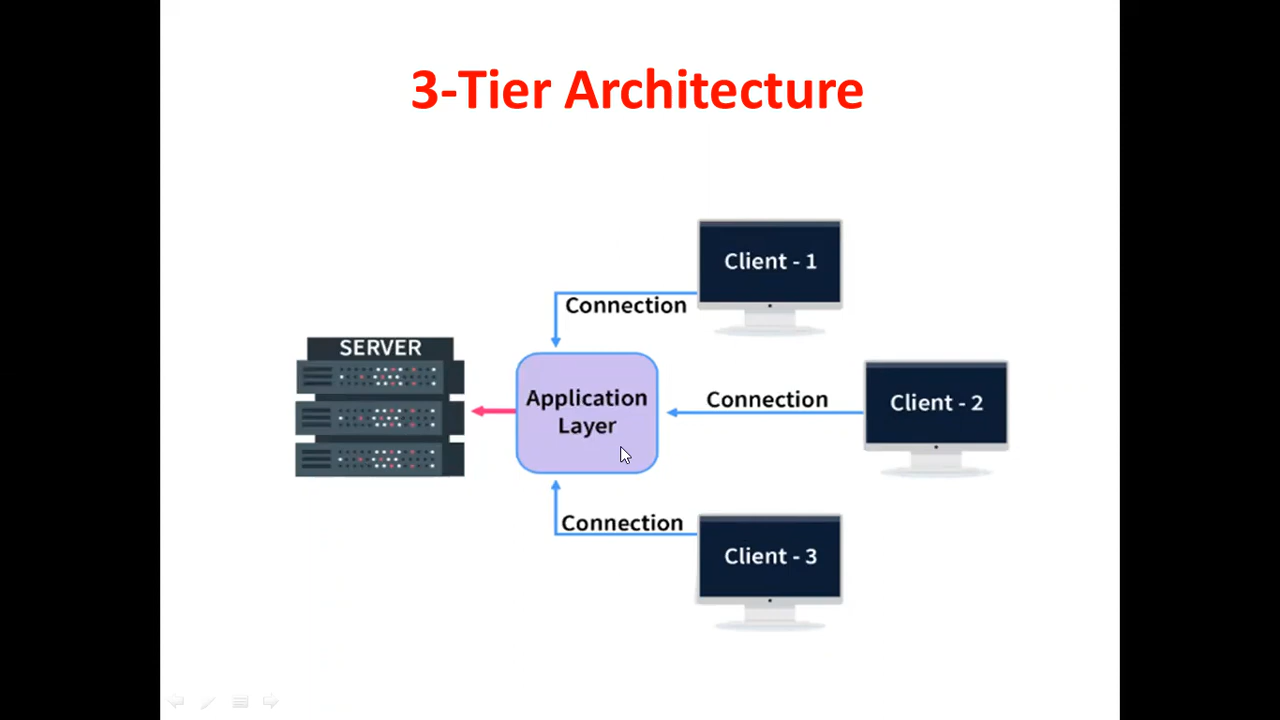 3-Tier Architecture
Client - 1
Connection
SERVER
Application
Layer
Connection
Client - 2
Connection
Client - 3